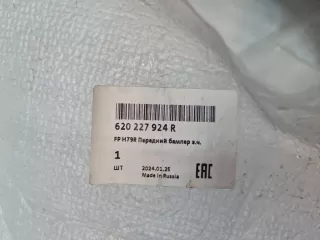 620 227 924 R
FP H79R Передний бампер в.ч.
1
ШТ 2024.01.25
Made in Russia
EAC